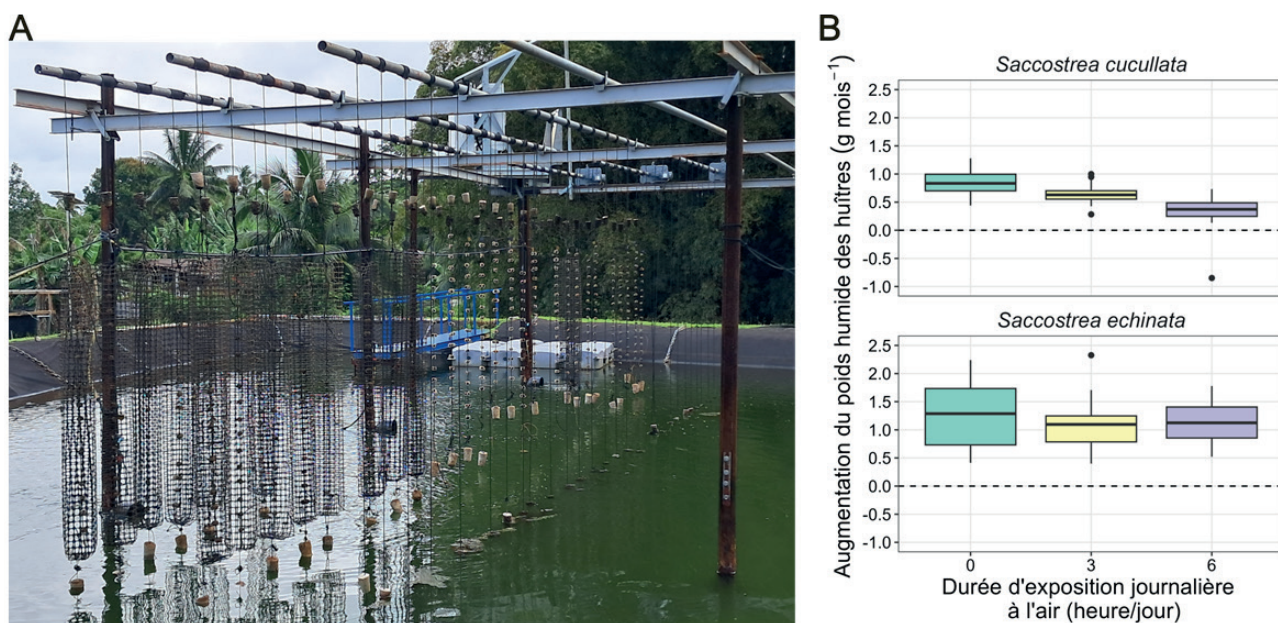 A
B
Saccostrea cucullata
2.5
2.0
1.5
1.0
0.5
0.0
-0.5
-1.0
Saccostrea echinata
2.5
2.0
1.5
1.0
0.5
0.0
-0.5
-1.0
Augmentation du poids humide des huîtres (g mois⁻¹)
0 3 6
Durée d'exposition journalière
à l'air (heure/jour)